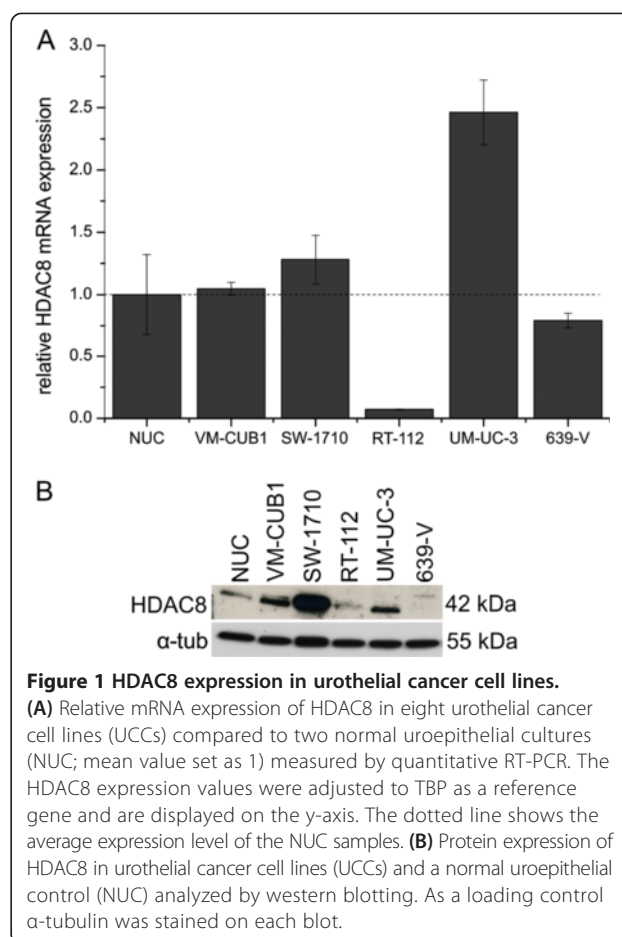 A
relative HDAC8 mRNA expression
3.0
2.5
2.0
1.5
1.0
0.5
0.0
NUC VM-CUB1 SW-1710 RT-112 UM-UC-3 639-V
B
NUC VM-CUB1 SW-1710 RT-112 UM-UC-3 639-V
HDAC8 42 kDa
α-tub 55 kDa
Figure 1 HDAC8 expression in urothelial cancer cell lines.
(A) Relative mRNA expression of HDAC8 in eight urothelial cancer
cell lines (UCCs) compared to two normal uroepithelial cultures
(NUC; mean value set as 1) measured by quantitative RT-PCR. The
HDAC8 expression values were adjusted to TBP as a reference
gene and are displayed on the y-axis. The dotted line shows the
average expression level of the NUC samples. (B) Protein expression of
HDAC8 in urothelial cancer cell lines (UCCs) and a normal uroepithelial
control (NUC) analyzed by western blotting. As a loading control
α-tubulin was stained on each blot.